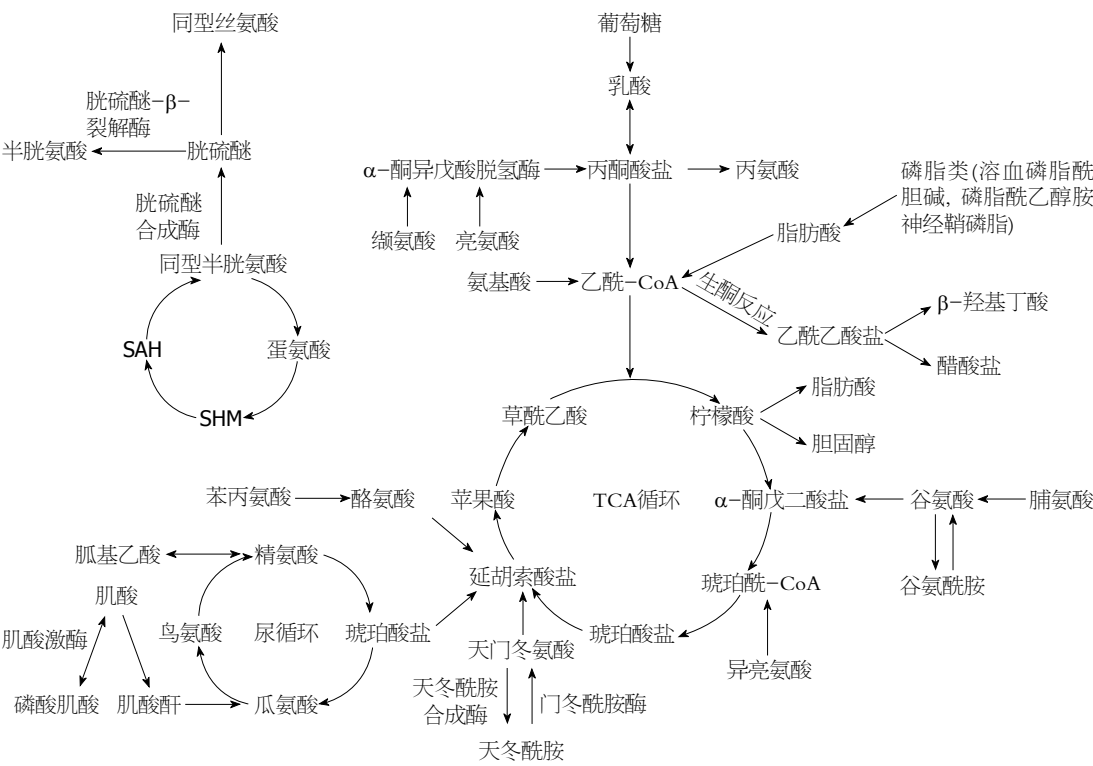 同型丝氨酸
葡萄糖
乳酸
胱硫醚-β-
裂解酶
半胱氨酸
胱硫醚
α-酮异戊酸脱氢酶
丙酮酸盐
丙氨酸
磷脂类(溶血磷脂酰
胆碱, 磷脂酰乙醇胺
神经鞘磷脂)
胱硫醚
合成酶
缬氨酸
亮氨酸
脂肪酸
同型半胱氨酸
氨基酸
乙酰-CoA
生酮反应
β-羟基丁酸
乙酰乙酸盐
醋酸盐
SAH
蛋氨酸
SHM
草酰乙酸
柠檬酸
脂肪酸
胆固醇
苯丙氨酸
酪氨酸
苹果酸
TCA循环
α-酮戊二酸盐
谷氨酸
脯氨酸
胍基乙酸
精氨酸
延胡索酸盐
琥珀酰-CoA
谷氨酰胺
肌酸
肌酸激酶
鸟氨酸
尿循环
琥珀酸盐
天门冬氨酸
琥珀酸盐
异亮氨酸
磷酸肌酸
肌酸酐
瓜氨酸
天冬酰胺
合成酶
门冬酰胺酶
天冬酰胺